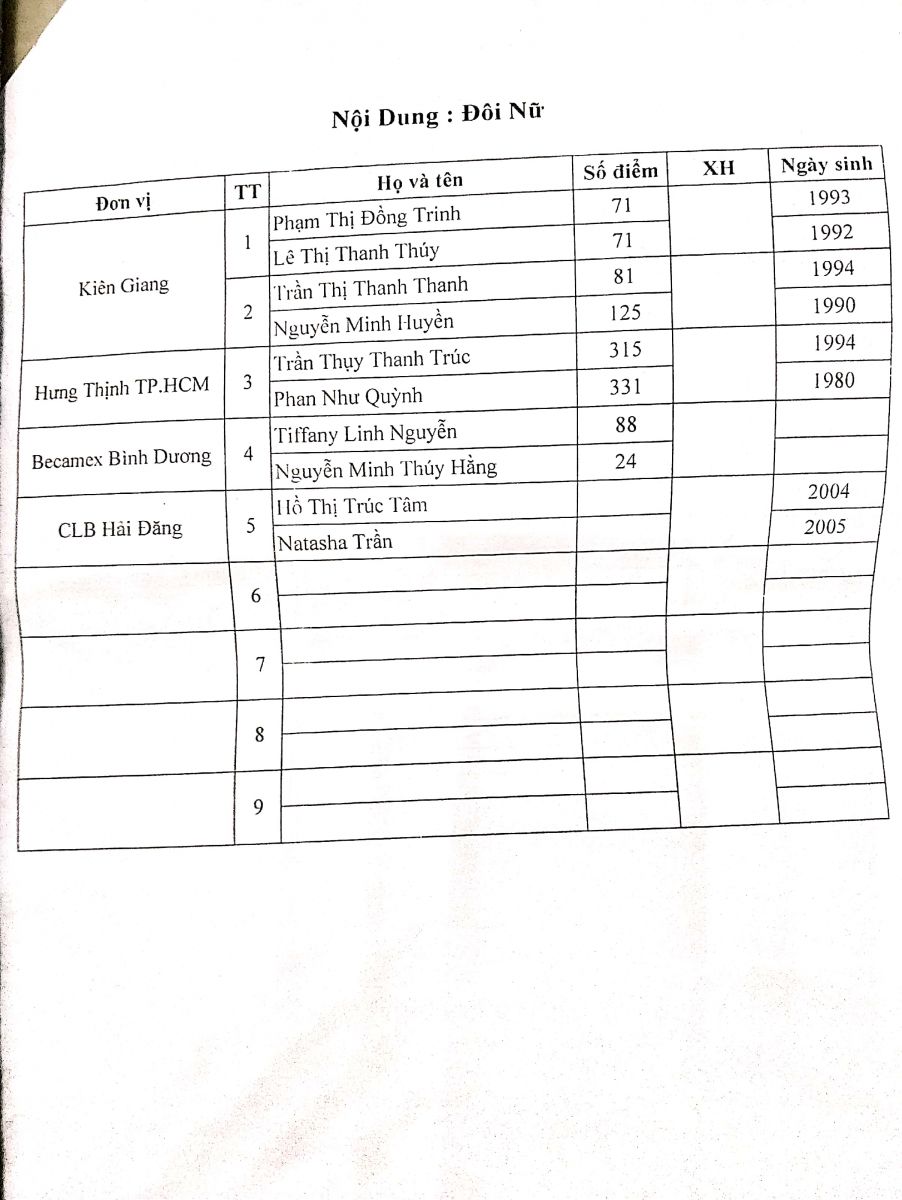 Nội Dung : Đôi Nữ
Đơn vị TT Họ và tên Số điểm XH Ngày sinh
Kiên Giang 1 Phạm Thị Đồng Trinh 71 1993
Lê Thị Thanh Thúy 71 1992
2 Trần Thị Thanh Thanh 81 1994
Nguyễn Minh Huyền 125 1990
Hưng Thịnh TP.HCM 3 Trần Thụy Thanh Trúc 315 1994
Phan Như Quỳnh 331 1980
Becamex Bình Dương 4 Tiffany Linh Nguyễn 88
Nguyễn Minh Thúy Hằng 24
CLB Hải Đăng 5 Hồ Thị Trúc Tâm 2004
Natasha Trần 2005
6
7
8
9